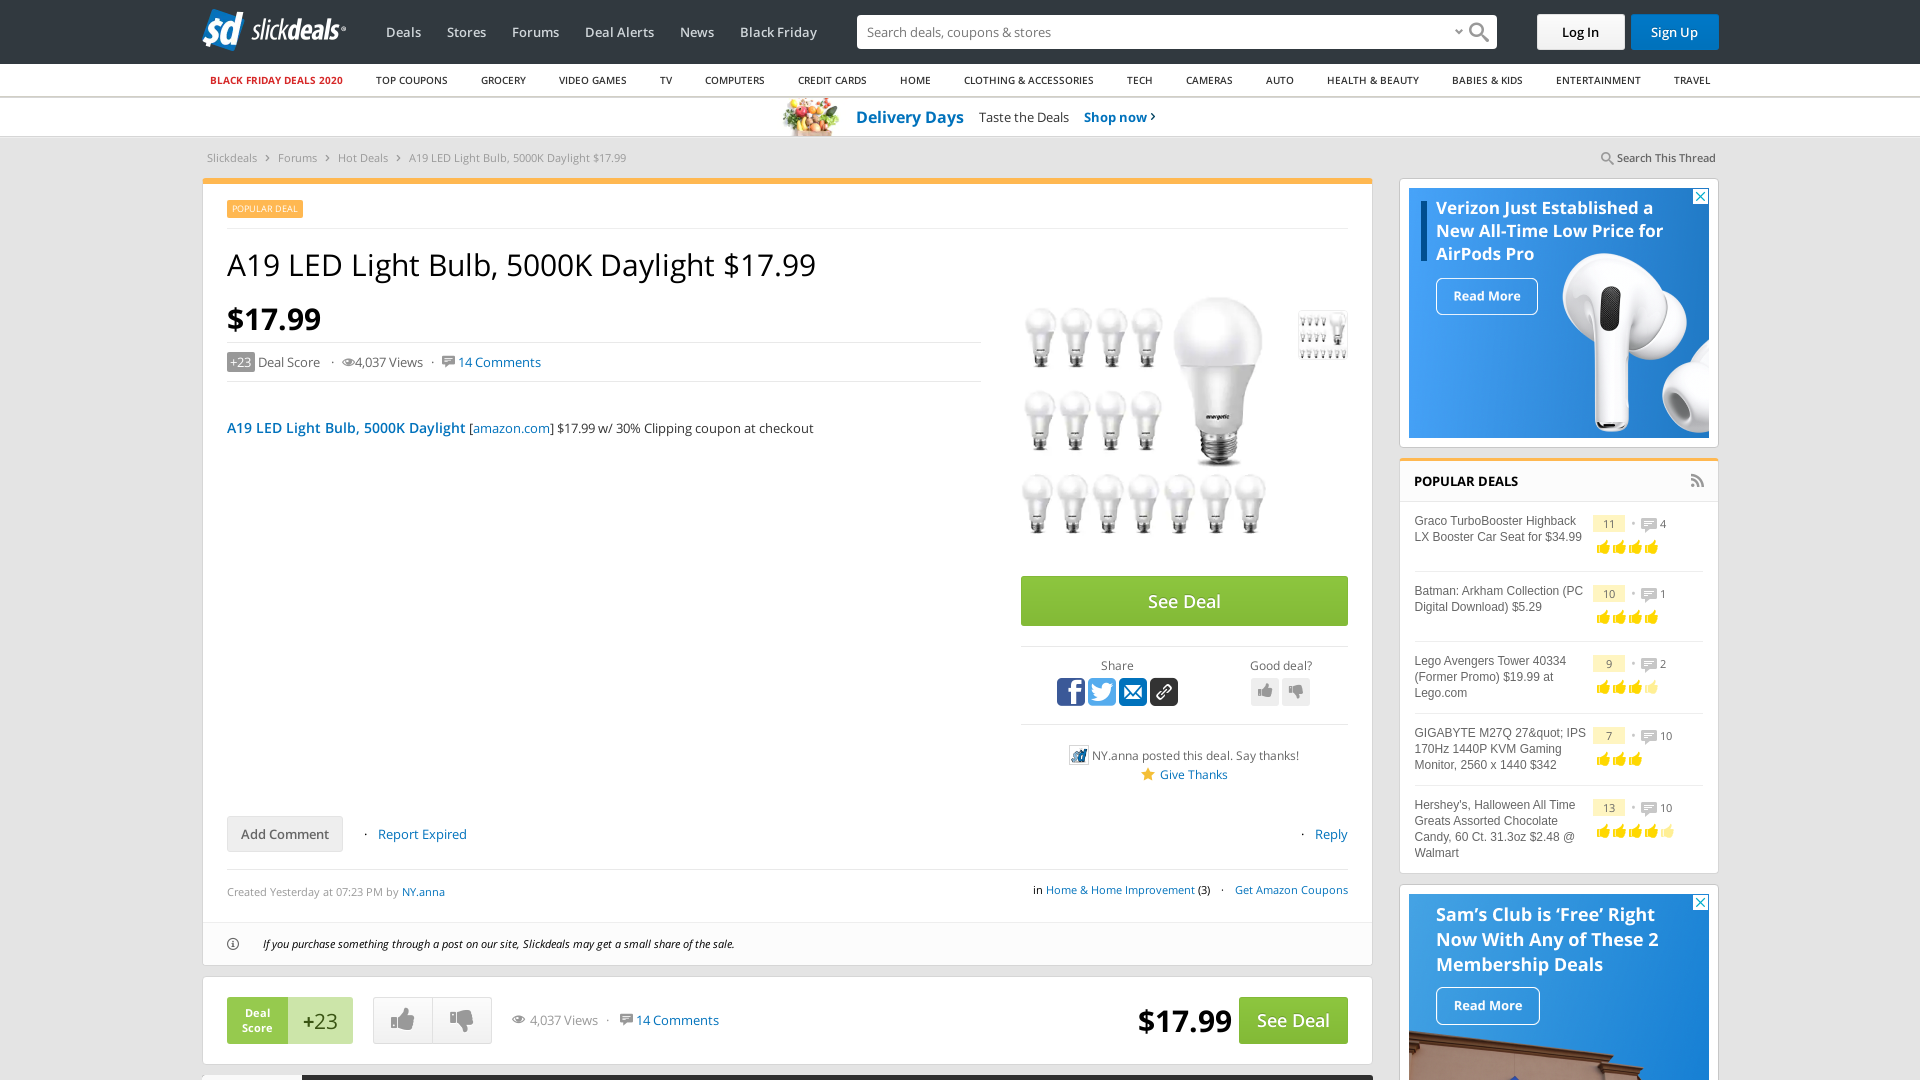 sd slickdeals
Deals
Stores
Forums
Deal Alerts
News
Black Friday
Search deals, coupons & stores
Log In
Sign Up
BLACK FRIDAY DEALS 2020
TOP COUPONS
GROCERY
VIDEO GAMES
TV
COMPUTERS
CREDIT CARDS
HOME
CLOTHING & ACCESSORIES
TECH
CAMERAS
AUTO
HEALTH & BEAUTY
BABIES & KIDS
ENTERTAINMENT
TRAVEL
Delivery Days Taste the Deals Shop now ›
Slickdeals › Forums › Hot Deals › A19 LED Light Bulb, 5000K Daylight $17.99
Search This Thread
POPULAR DEAL
A19 LED Light Bulb, 5000K Daylight $17.99
$17.99
+23 Deal Score · 4,037 Views · 14 Comments
A19 LED Light Bulb, 5000K Daylight [amazon.com] $17.99 w/ 30% Clipping coupon at checkout
energetic
See Deal
Share
Good deal?
NY.anna posted this deal. Say thanks!
Give Thanks
Add Comment
· Report Expired
· Reply
Created Yesterday at 07:23 PM by NY.anna
in Home & Home Improvement (3) · Get Amazon Coupons
If you purchase something through a post on our site, Slickdeals may get a small share of the sale.
Deal
Score
+23
4,037 Views · 14 Comments
$17.99
See Deal
Verizon Just Established a
New All-Time Low Price for
AirPods Pro
Read More
POPULAR DEALS
Graco TurboBooster Highback
LX Booster Car Seat for $34.99
11 · 4
Batman: Arkham Collection (PC
Digital Download) $5.29
10 · 1
Lego Avengers Tower 40334
(Former Promo) $19.99 at
Lego.com
9 · 2
GIGABYTE M27Q 27&quot; IPS
170Hz 1440P KVM Gaming
Monitor, 2560 x 1440 $342
7 · 10
Hershey's, Halloween All Time
Greats Assorted Chocolate
Candy, 60 Ct. 31.3oz $2.48 @
Walmart
13 · 10
Sam's Club is ‘Free’ Right
Now With Any of These 2
Membership Deals
Read More